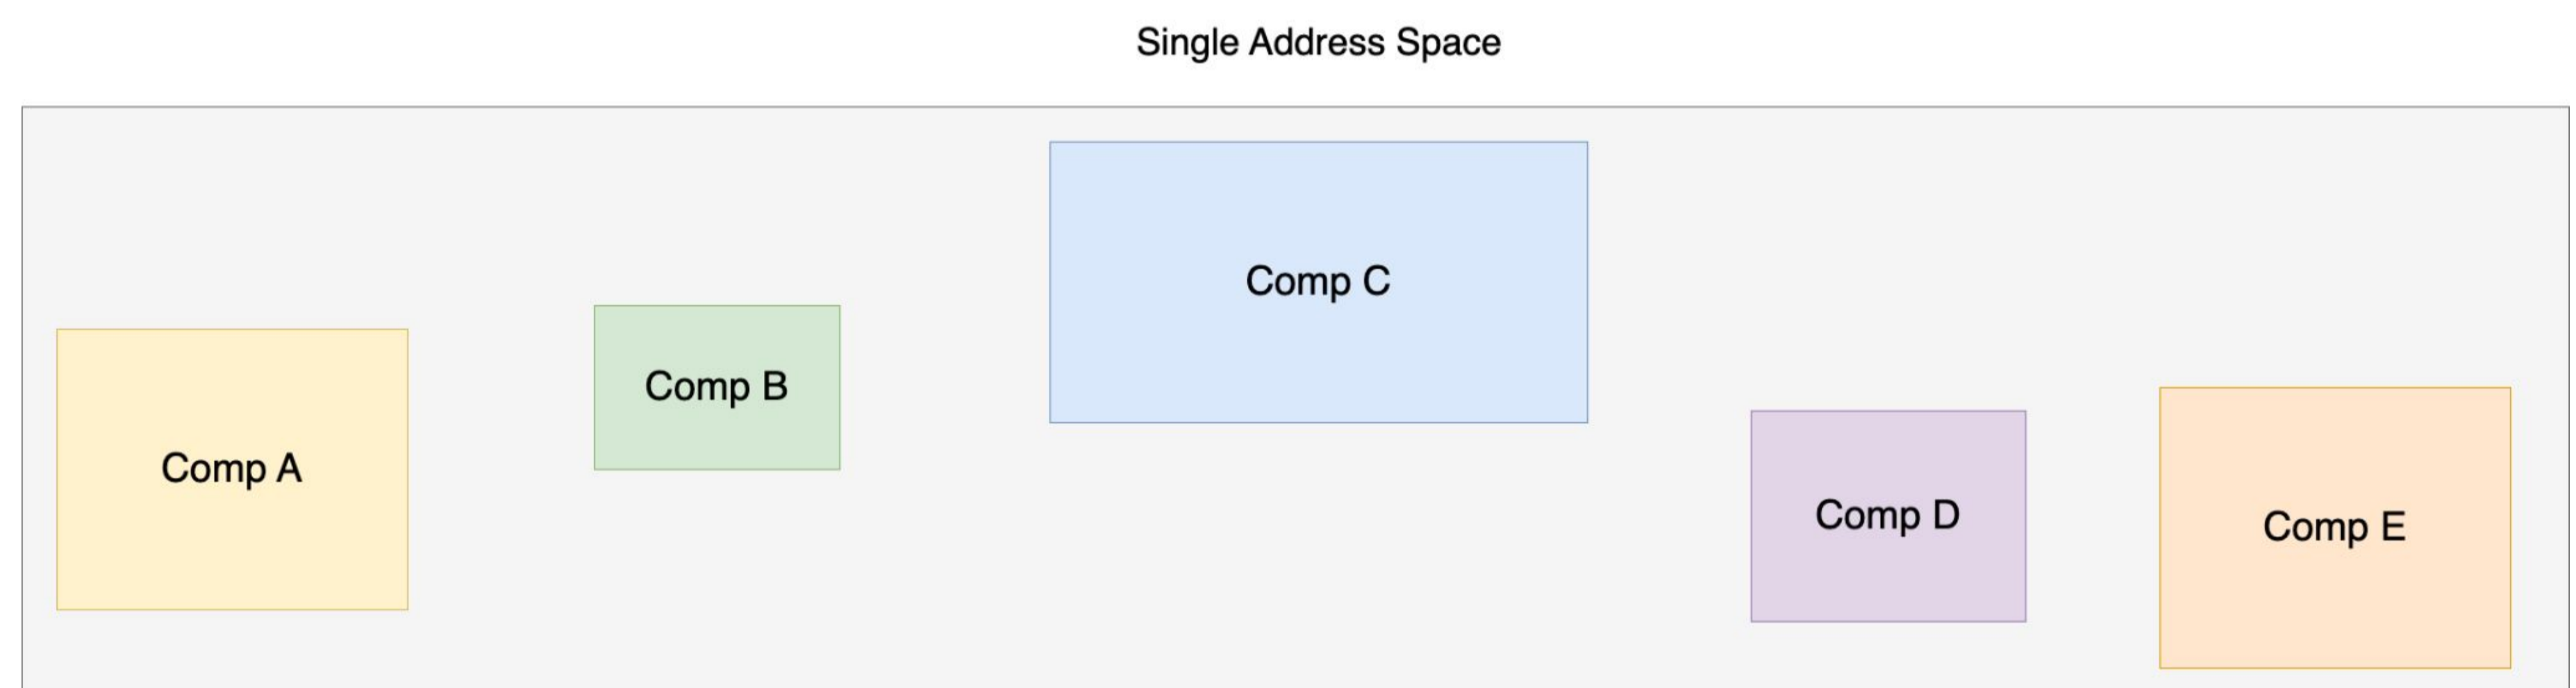 Single Address Space
Comp A
Comp B
Comp C
Comp D
Comp E